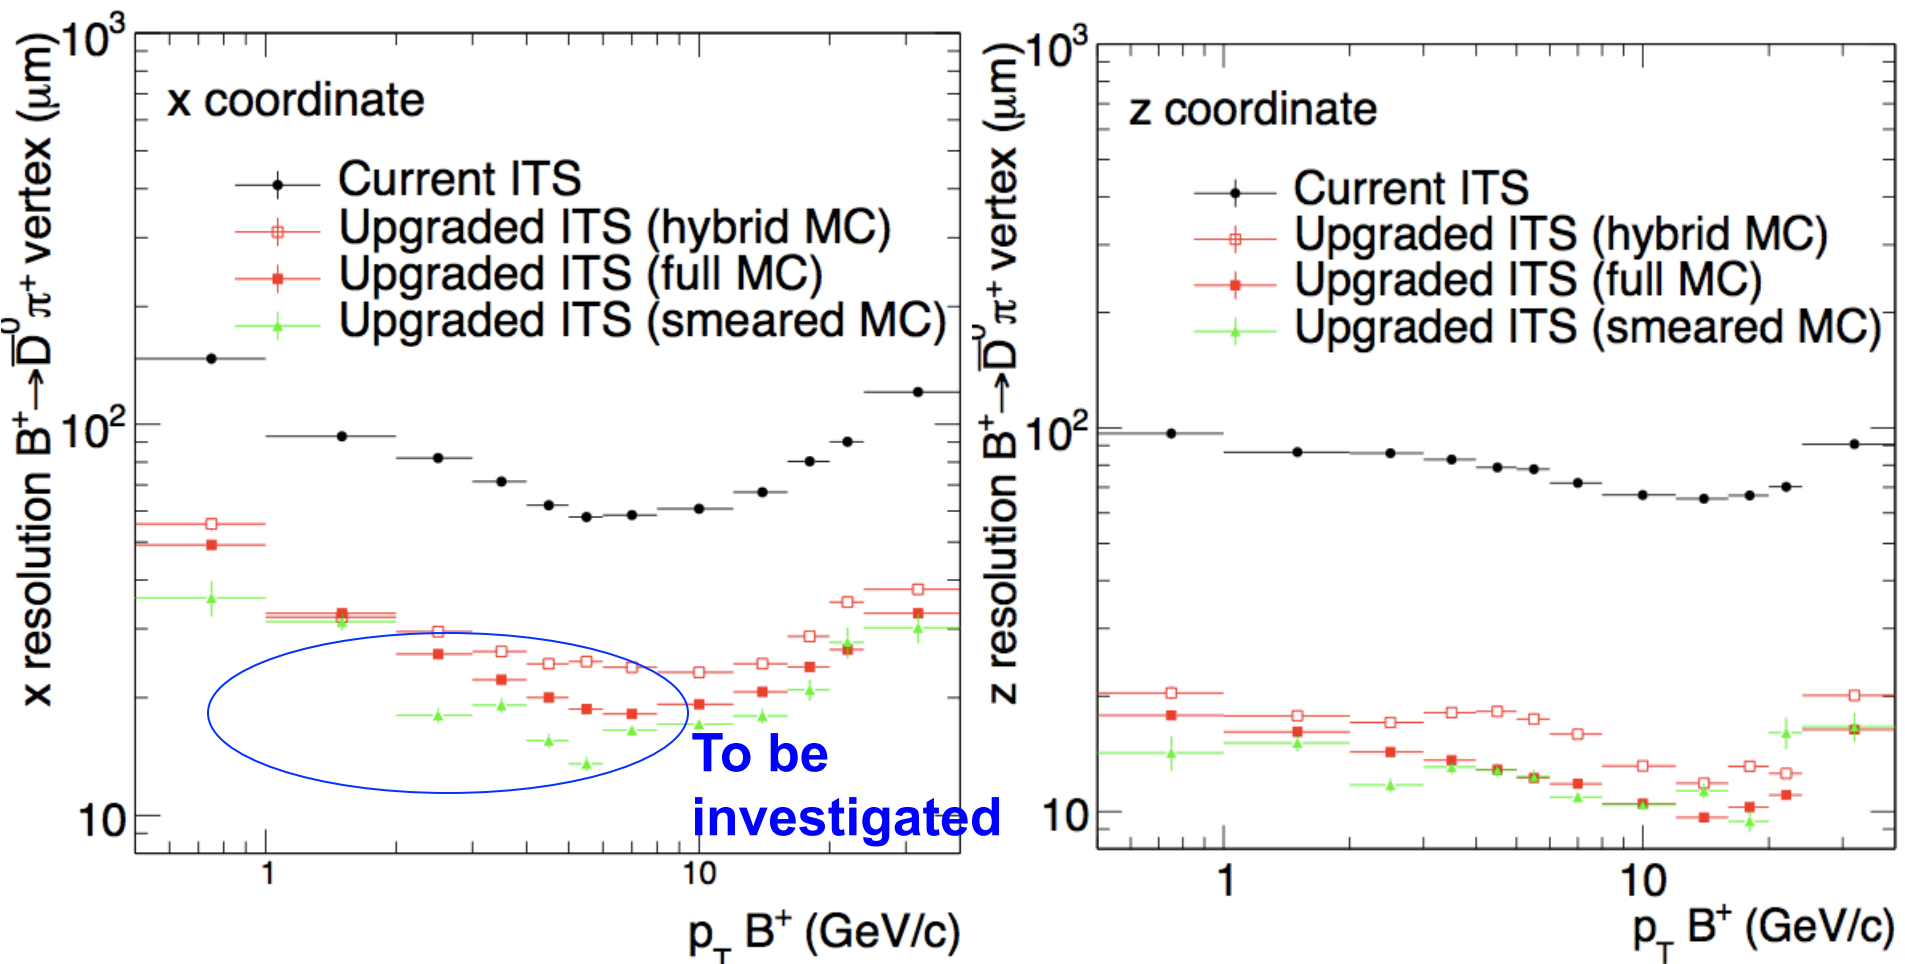 x coordinate
Current ITS
Upgraded ITS (hybrid MC)
Upgraded ITS (full MC)
Upgraded ITS (smeared MC)
10³
10²
10
1
10
x resolution B⁺→D̅⁰π⁺ vertex (μm)
p_T B⁺ (GeV/c)
To be
investigated
z coordinate
Current ITS
Upgraded ITS (hybrid MC)
Upgraded ITS (full MC)
Upgraded ITS (smeared MC)
10³
10²
10
1
10
z resolution B⁺→D̅⁰π⁺ vertex (μm)
p_T B⁺ (GeV/c)